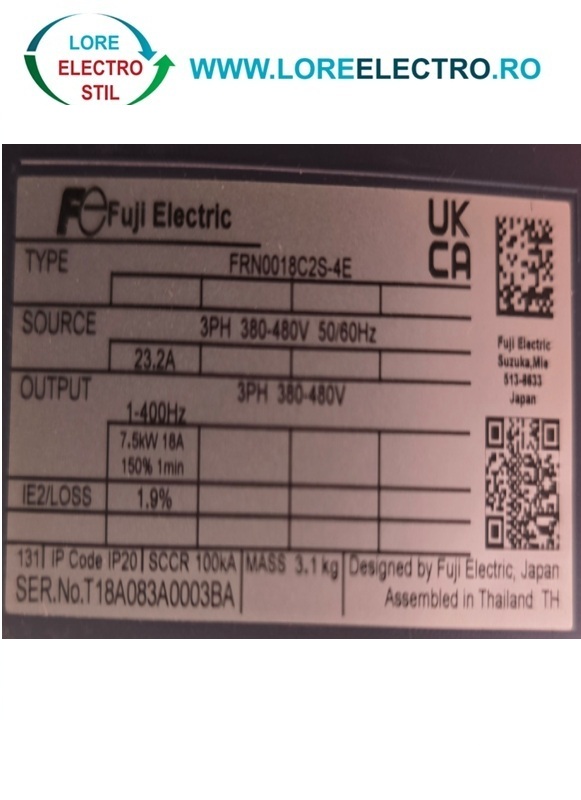 LORE
ELECTRO
STIL
WWW.LOREELECTRO.RO
Fe Fuji Electric
UK
CA
TYPE FRN0018C2S-4E
SOURCE 3PH 380-480V 50/60Hz
23.2A
OUTPUT 3PH 380-480V
1-400Hz
7.5kW 18A
150% 1min
IE2/LOSS 1.9%
Fuji Electric
Suzuka,Mie
513-8633
Japan
131 IP Code IP20 SCCR 100kA MASS 3.1kg Designed by Fuji Electric, Japan
SER.No.T18A083A0003BA Assembled in Thailand TH